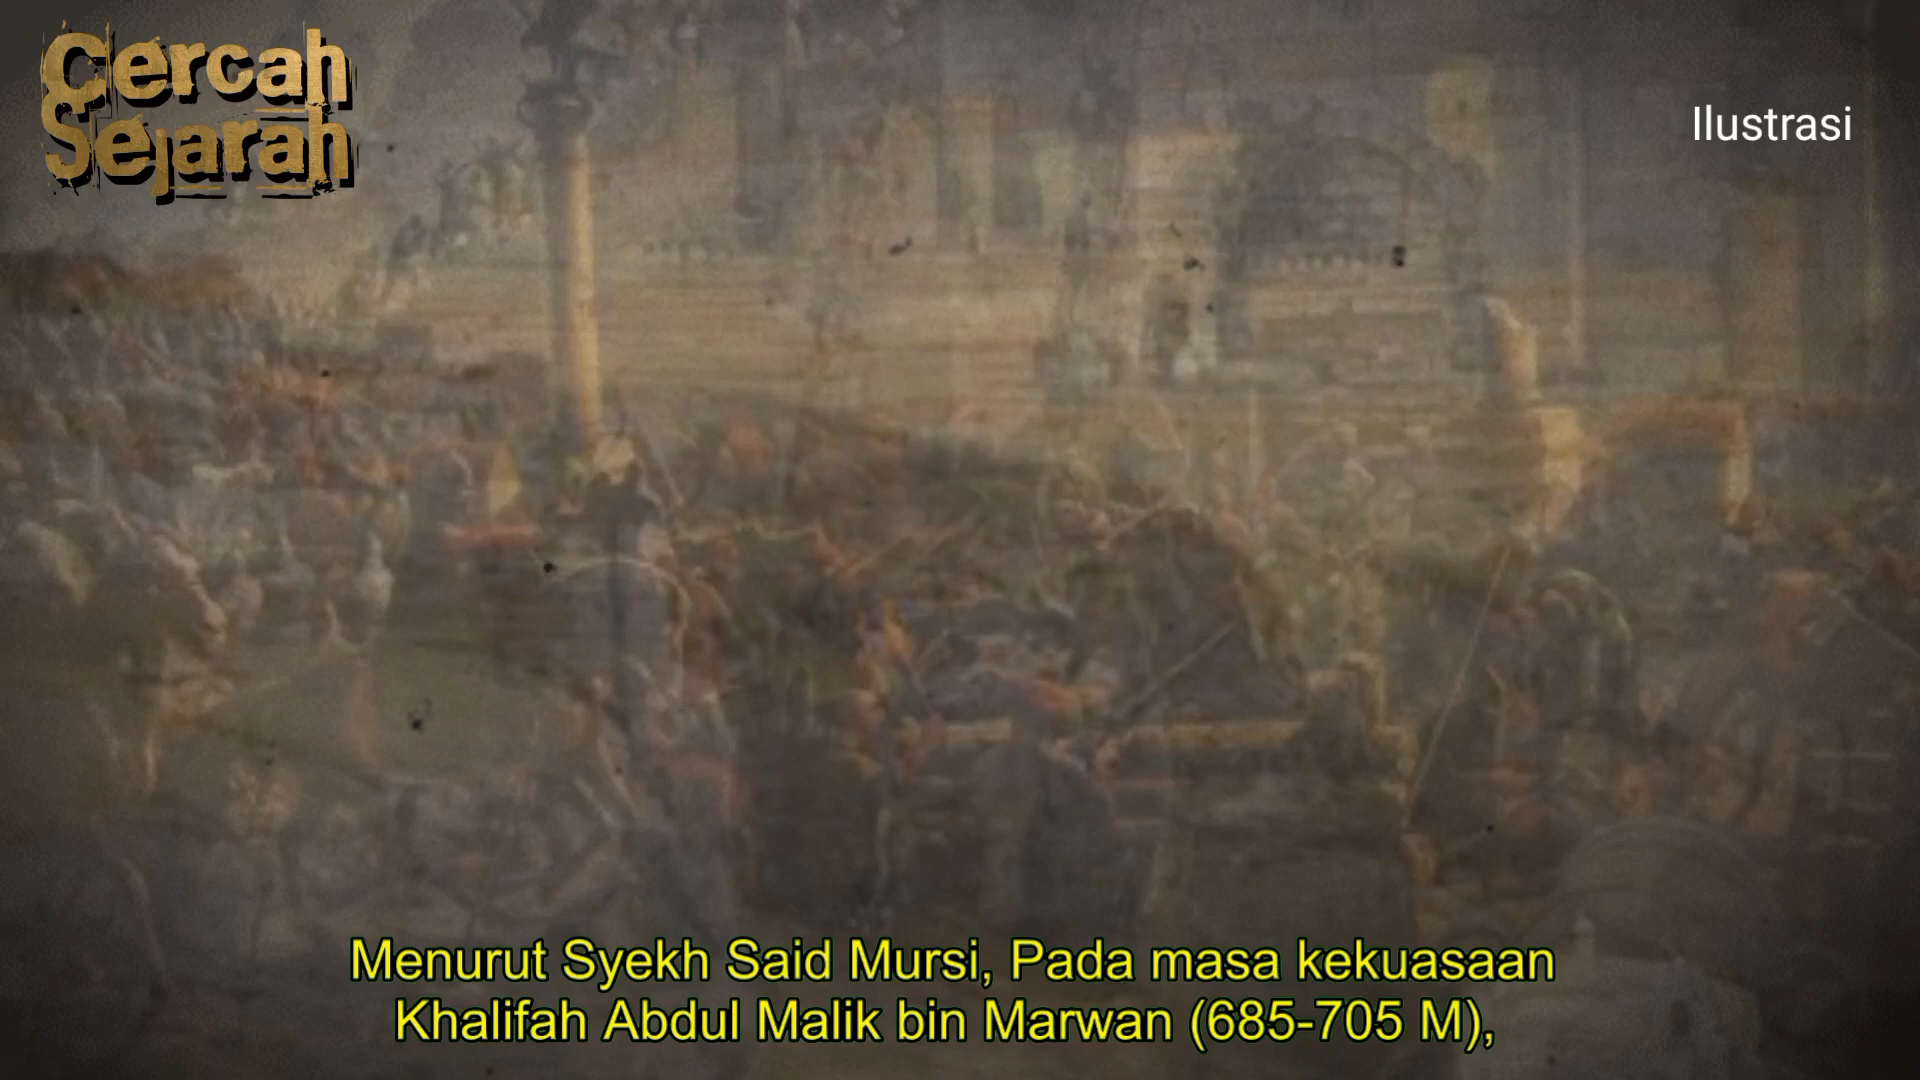 Cercah
Sejarah
Ilustrasi
Menurut Syekh Said Mursi, Pada masa kekuasaan
Khalifah Abdul Malik bin Marwan (685-705 M),